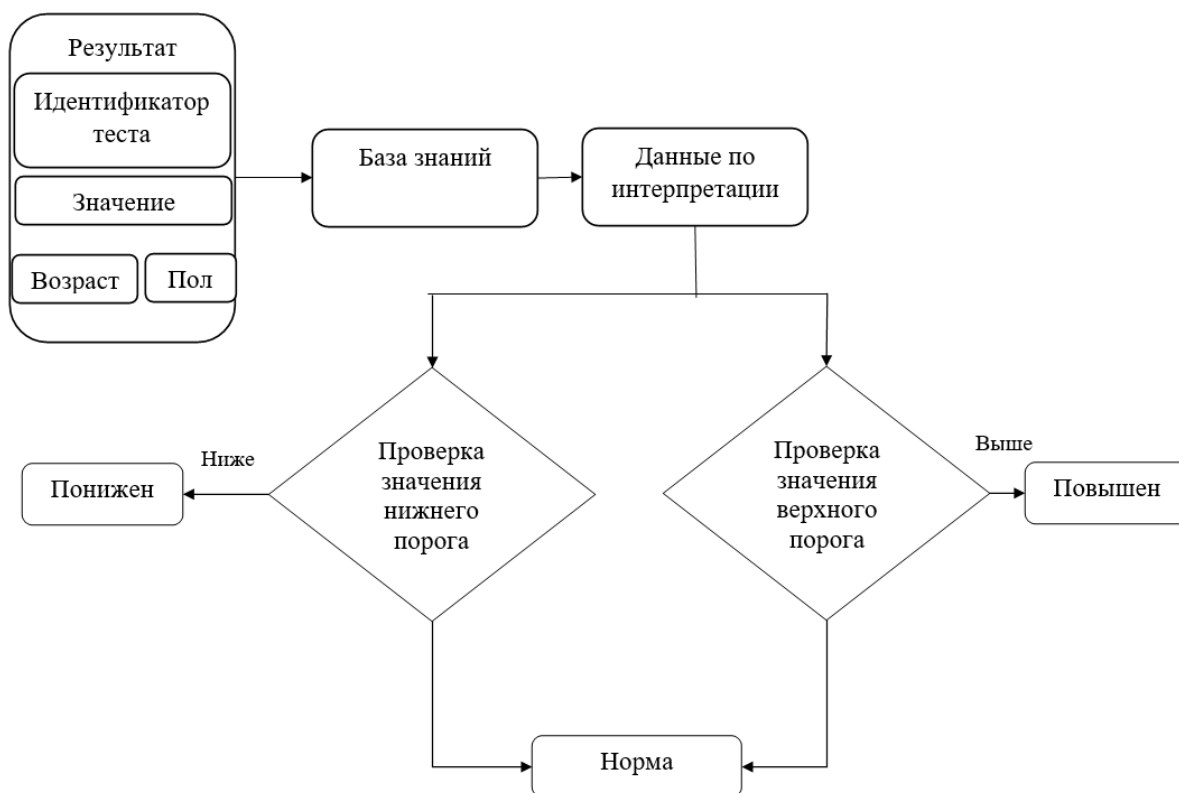 Результат
Идентификатор
теста
Значение
Возраст
Пол
База знаний
Данные по
интерпретации
Проверка
значения
нижнего
порога
Ниже
Понижен
Проверка
значения
верхного
порога
Выше
Повышен
Норма